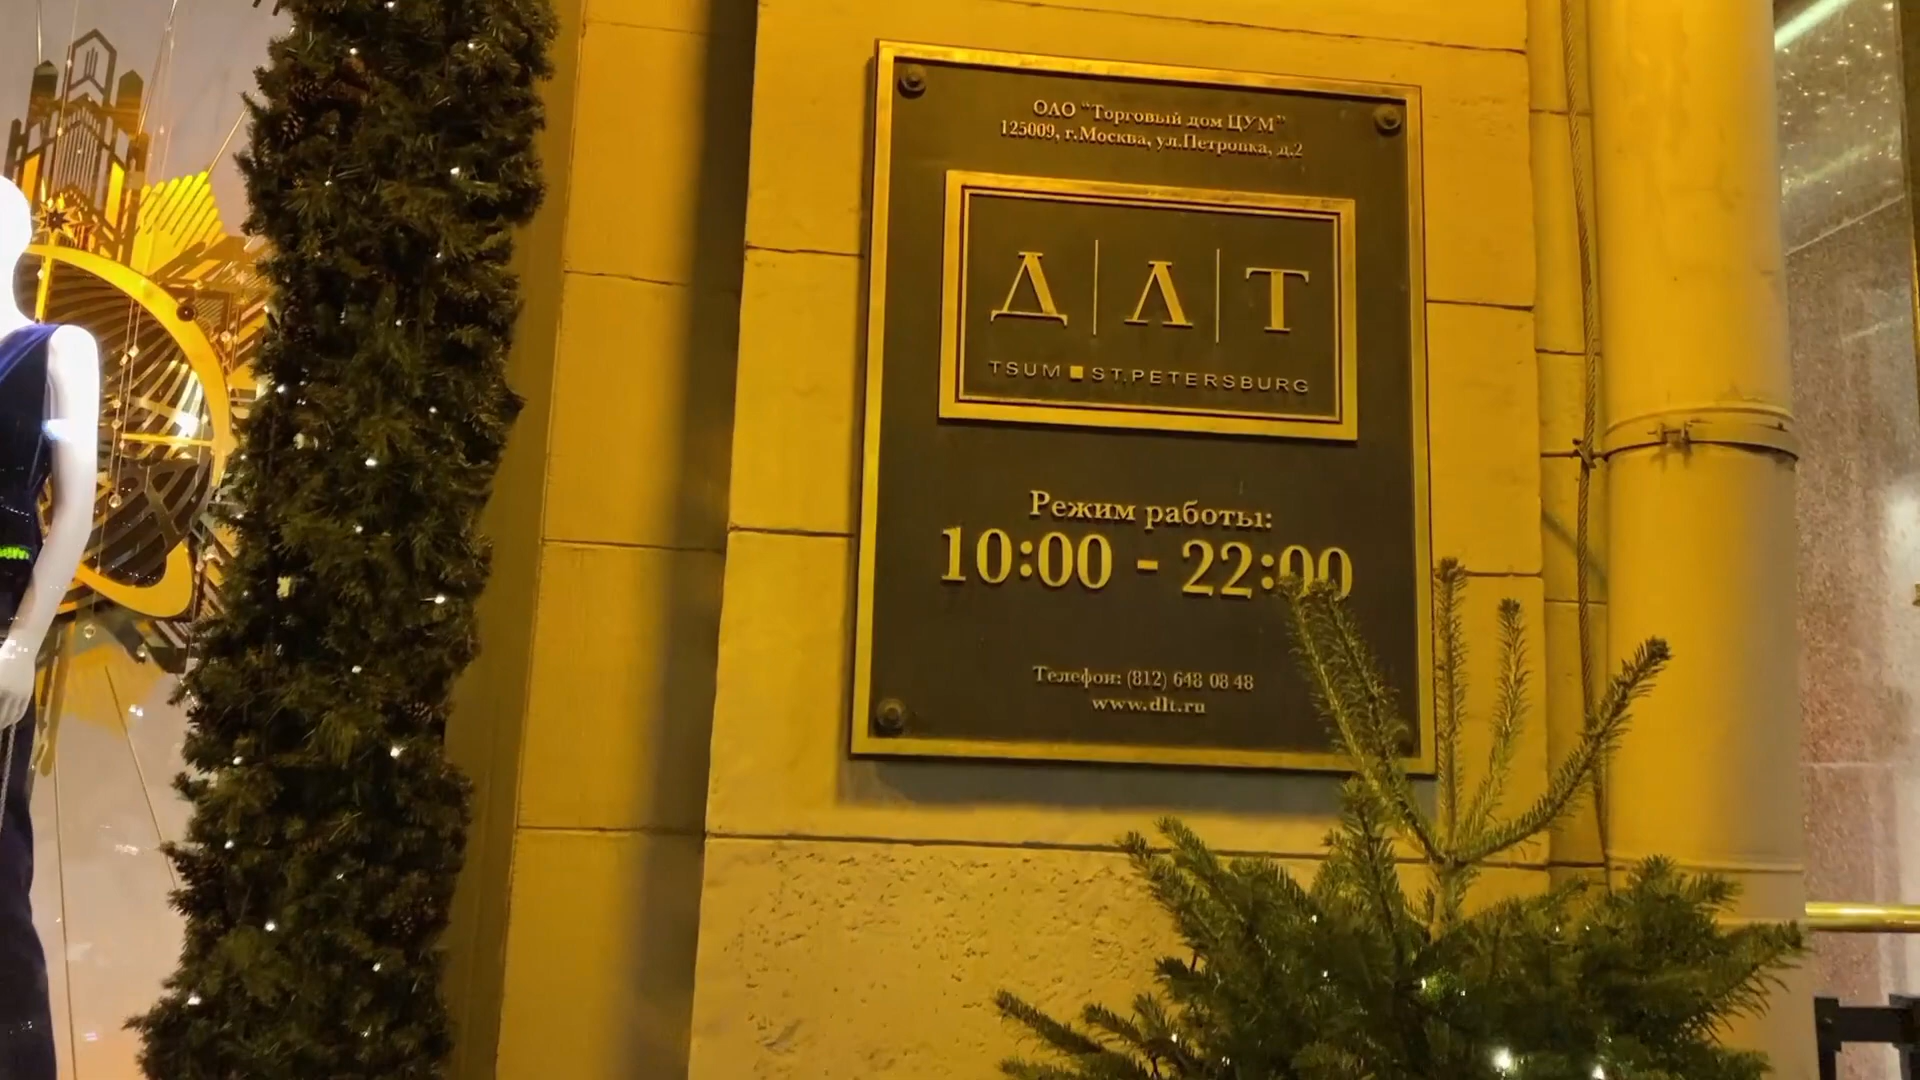 ОАО “Торговый дом ЦУМ”
125009, г.Москва, ул.Петровка, д.2
Д|Л|Т
TSUM ■ ST.PETERSBURG
Режим работы:
10:00 - 22:00
Телефон: (812) 648 08 48
www.dlt.ru